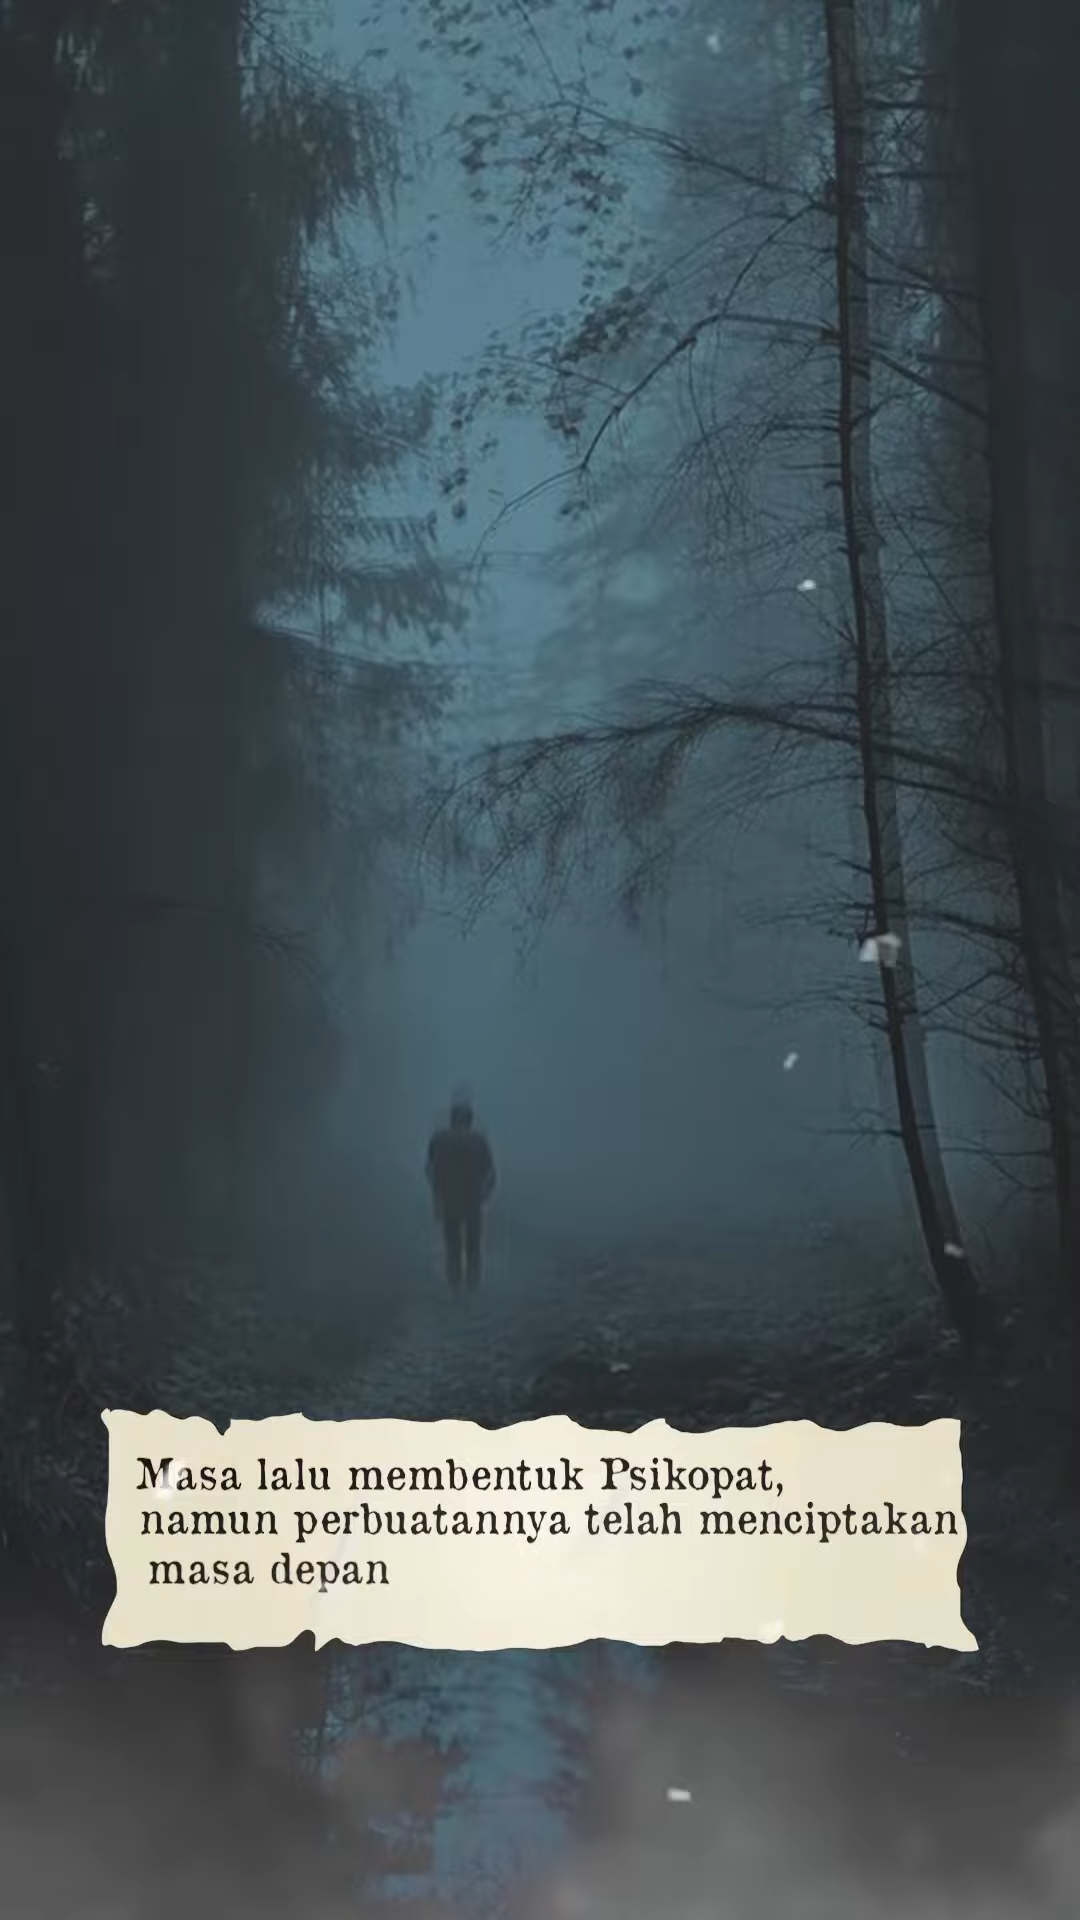 Masa lalu membentuk Psikopat,
namun perbuatannya telah menciptakan
masa depan